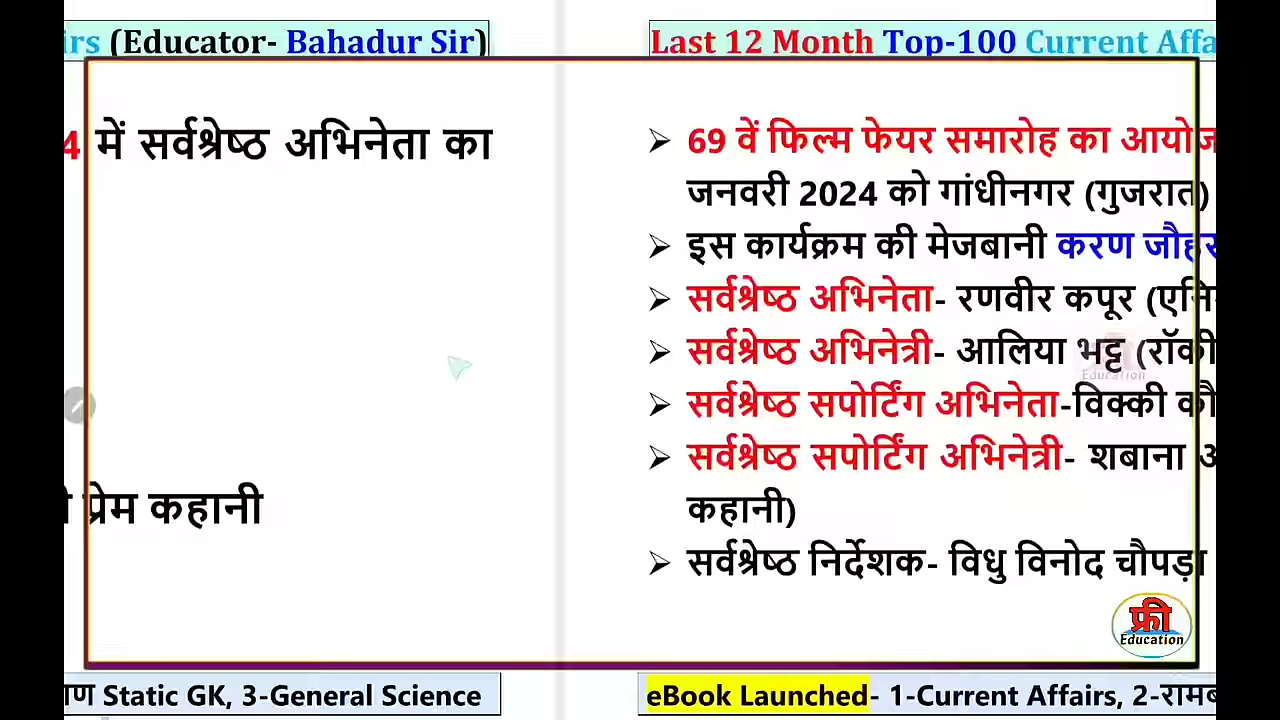 irs (Educator- Bahadur Sir)
4 में सर्वश्रेष्ठ अभिनेता का
प्रेम कहानी
Static GK, 3-General Science
Last 12 Month Top-100 Current Affa
69 वें फिल्म फेयर समारोह का आयोज
जनवरी 2024 को गांधीनगर (गुजरात)
इस कार्यक्रम की मेजबानी करण जौहर
सर्वश्रेष्ठ अभिनेता- रणवीर कपूर (एनि
सर्वश्रेष्ठ अभिनेत्री- आलिया भट्ट (रॉकी
सर्वश्रेष्ठ सपोर्टिंग अभिनेता-विक्की कौ
सर्वश्रेष्ठ सपोर्टिंग अभिनेत्री- शबाना
कहानी)
सर्वश्रेष्ठ निर्देशक- विधु विनोद चौपड़ा
Education
फ्री
Education
eBook Launched- 1-Current Affairs, 2-रामब